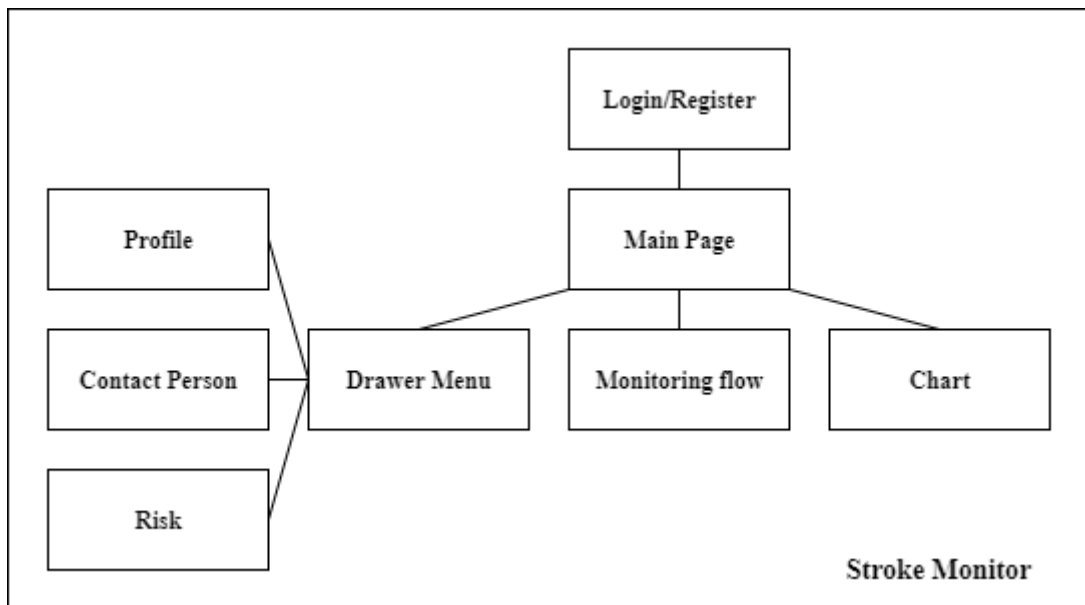 Login/Register
Profile
Main Page
Contact Person
Drawer Menu
Monitoring flow
Chart
Risk
Stroke Monitor